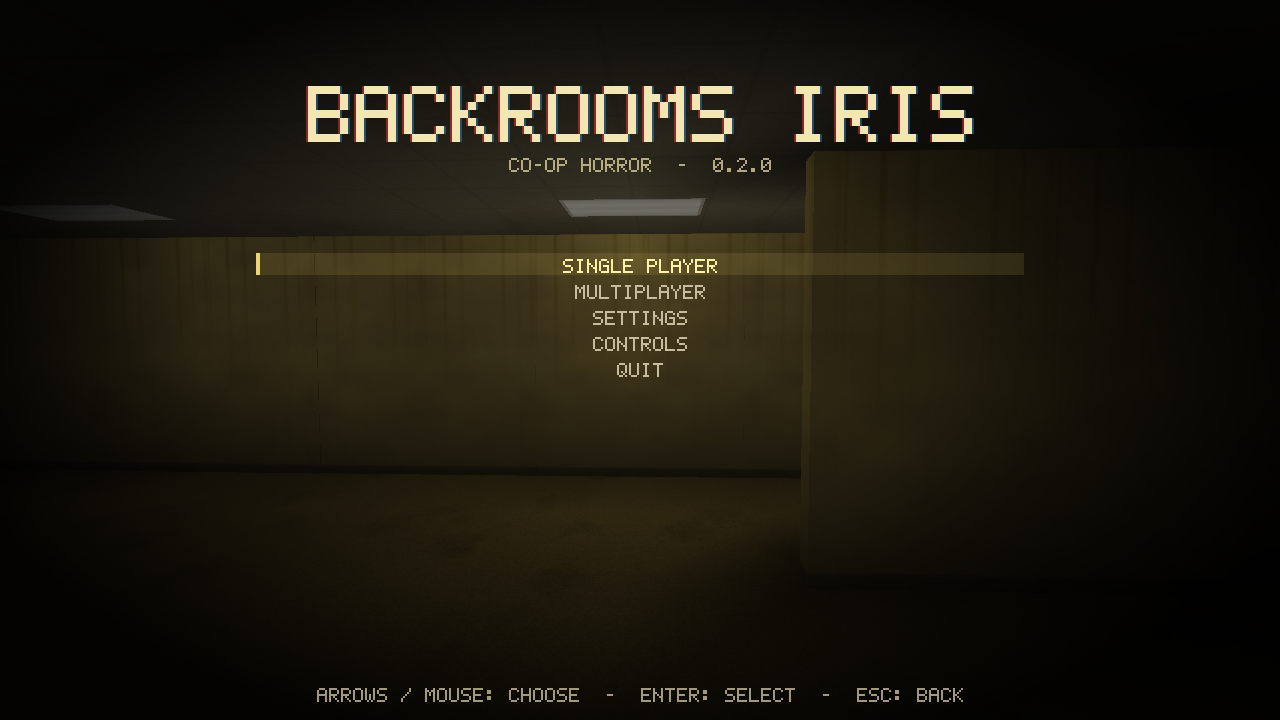 BACKROOMS IRIS
CO-OP HORROR - 0.2.0
SINGLE PLAYER
MULTIPLAYER
SETTINGS
CONTROLS
QUIT
ARROWS / MOUSE: CHOOSE - ENTER: SELECT - ESC: BACK